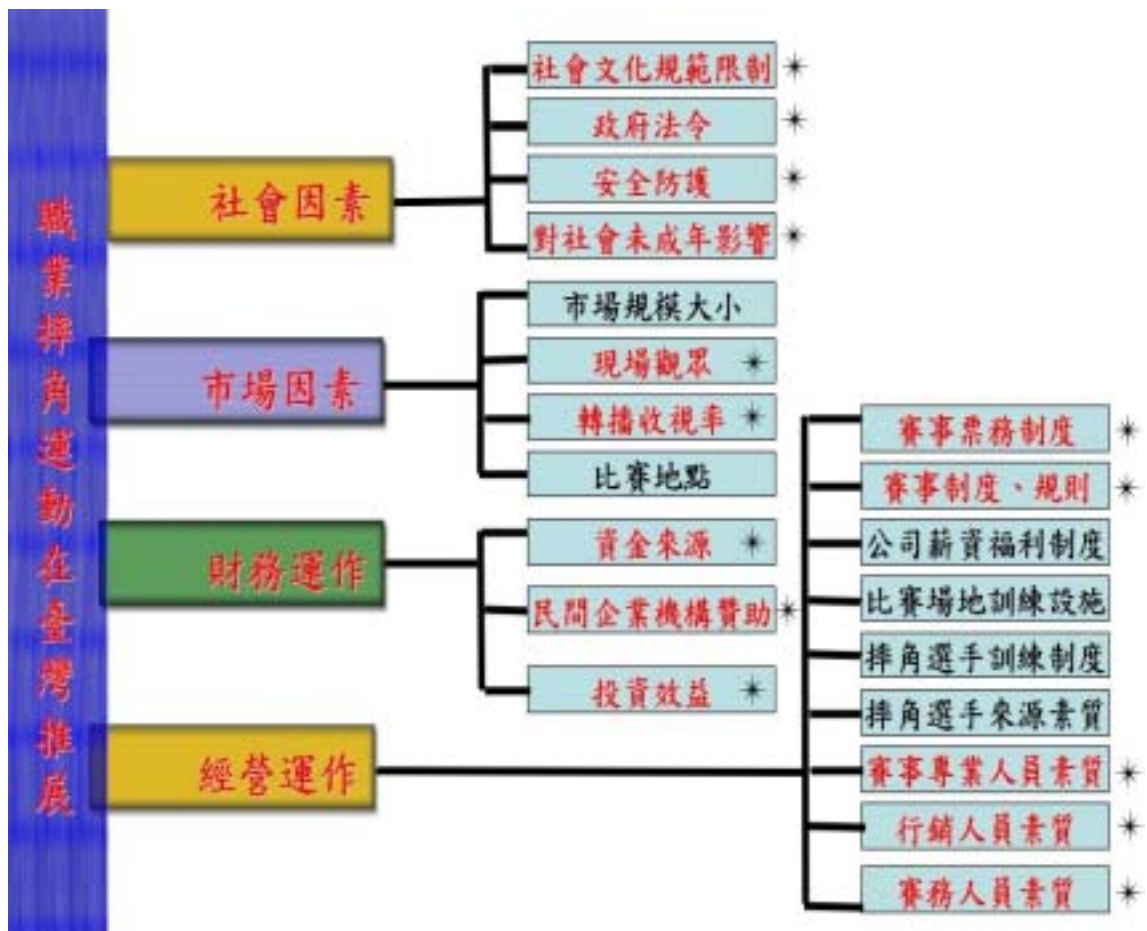 職業摔角運動在臺灣推展
社會因素
社會文化規範限制 ✴
政府法令 ✴
安全防護 ✴
對社會未成年影響 ✴
市場因素
市場規模大小
現場觀眾 ✴
轉播收視率 ✴
比賽地點
財務運作
資金來源 ✴
民間企業機構贊助 ✴
投資效益 ✴
經營運作
賽事票務制度 ✴
賽事制度、規則 ✴
公司薪資福利制度
比賽場地訓練設施
摔角選手訓練制度
摔角選手來源素質
賽事專業人員素質 ✴
行銷人員素質 ✴
賽務人員素質 ✴